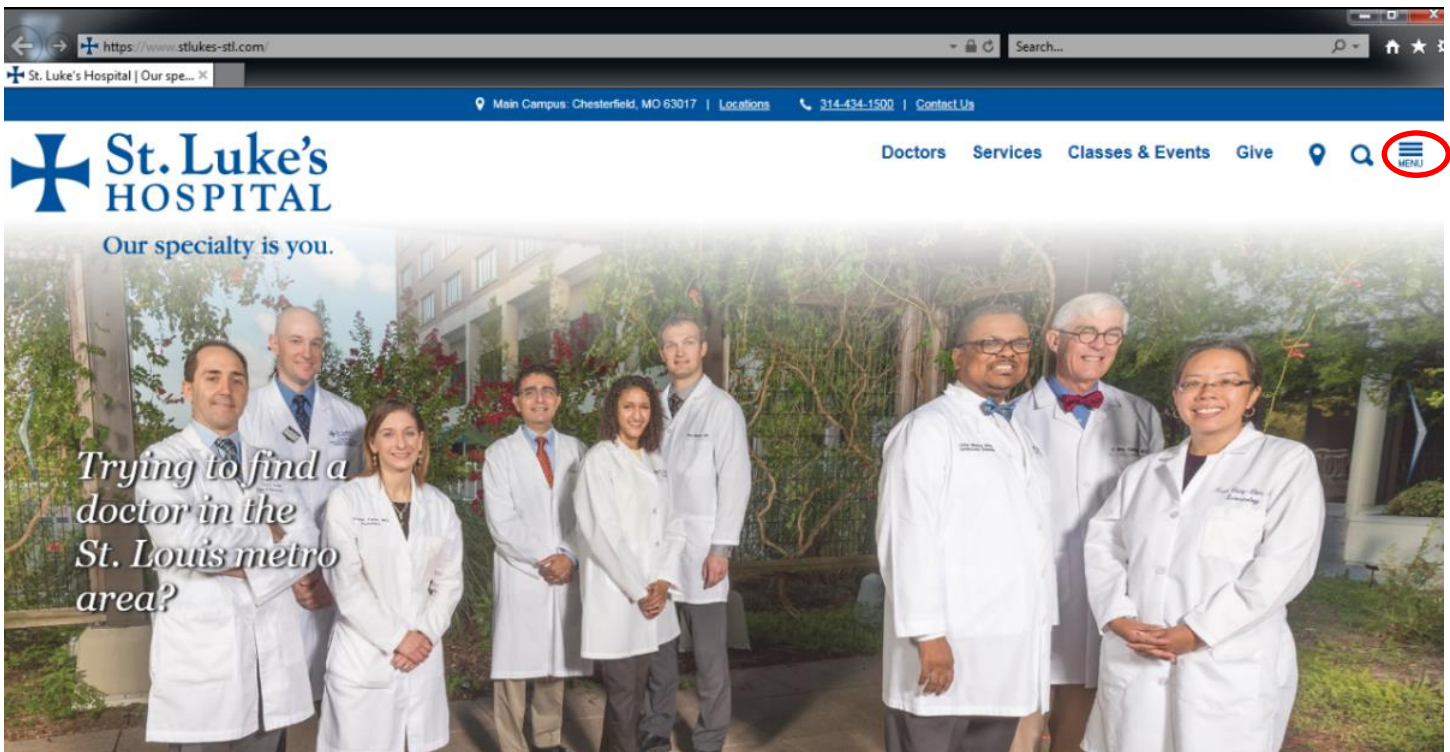 https://www.stlukes-stl.com/
Search...
St. Luke's Hospital | Our spe...
Main Campus: Chesterfield, MO 63017 | Locations 314-434-1500 | Contact Us
St. Luke's
HOSPITAL
Our specialty is you.
Doctors Services Classes & Events Give
MENU
Trying to find a
doctor in the
St. Louis metro
area?